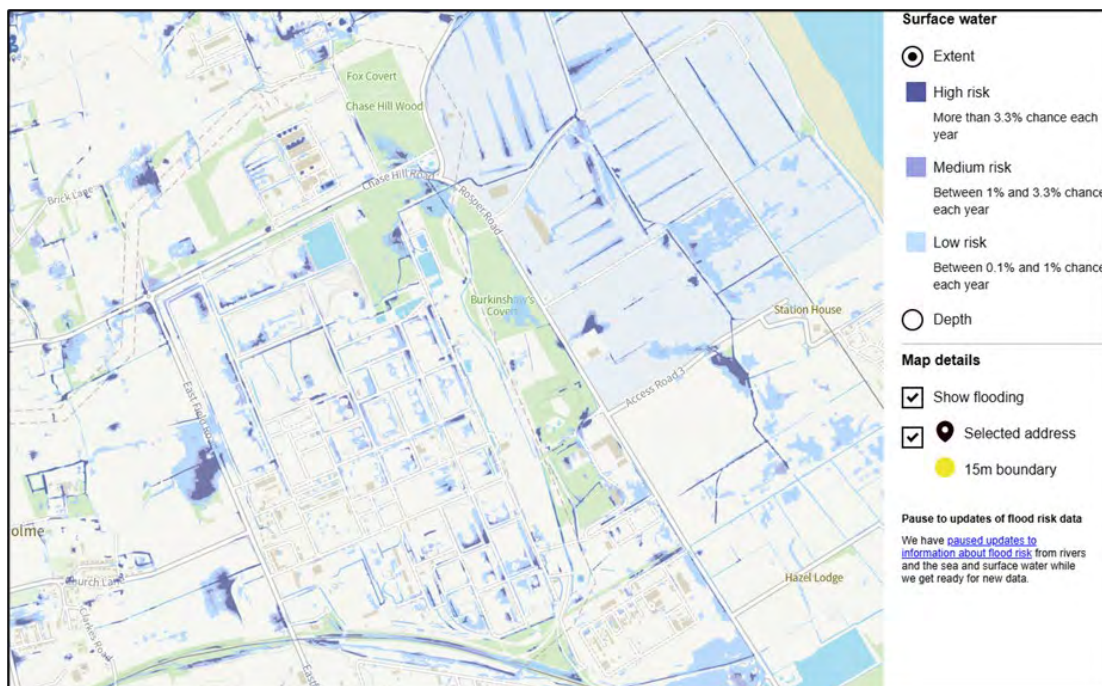 Fox Covert
Chase Hill Wood
Chase Hill Road
Rosper Road
Brick Lane
Burkinshaw's
Covert
Station House
Access Road 3
East Field Ro
olme
Church Lan
Clarkes Road
Hazel Lodge
Surface water
Extent
High risk
More than 3.3% chance each
year
Medium risk
Between 1% and 3.3% chance
each year
Low risk
Between 0.1% and 1% chance
each year
Depth
Map details
Show flooding
Selected address
15m boundary
Pause to updates of flood risk data
We have paused updates to
information about flood risk from rivers
and the sea and surface water while
we get ready for new data.